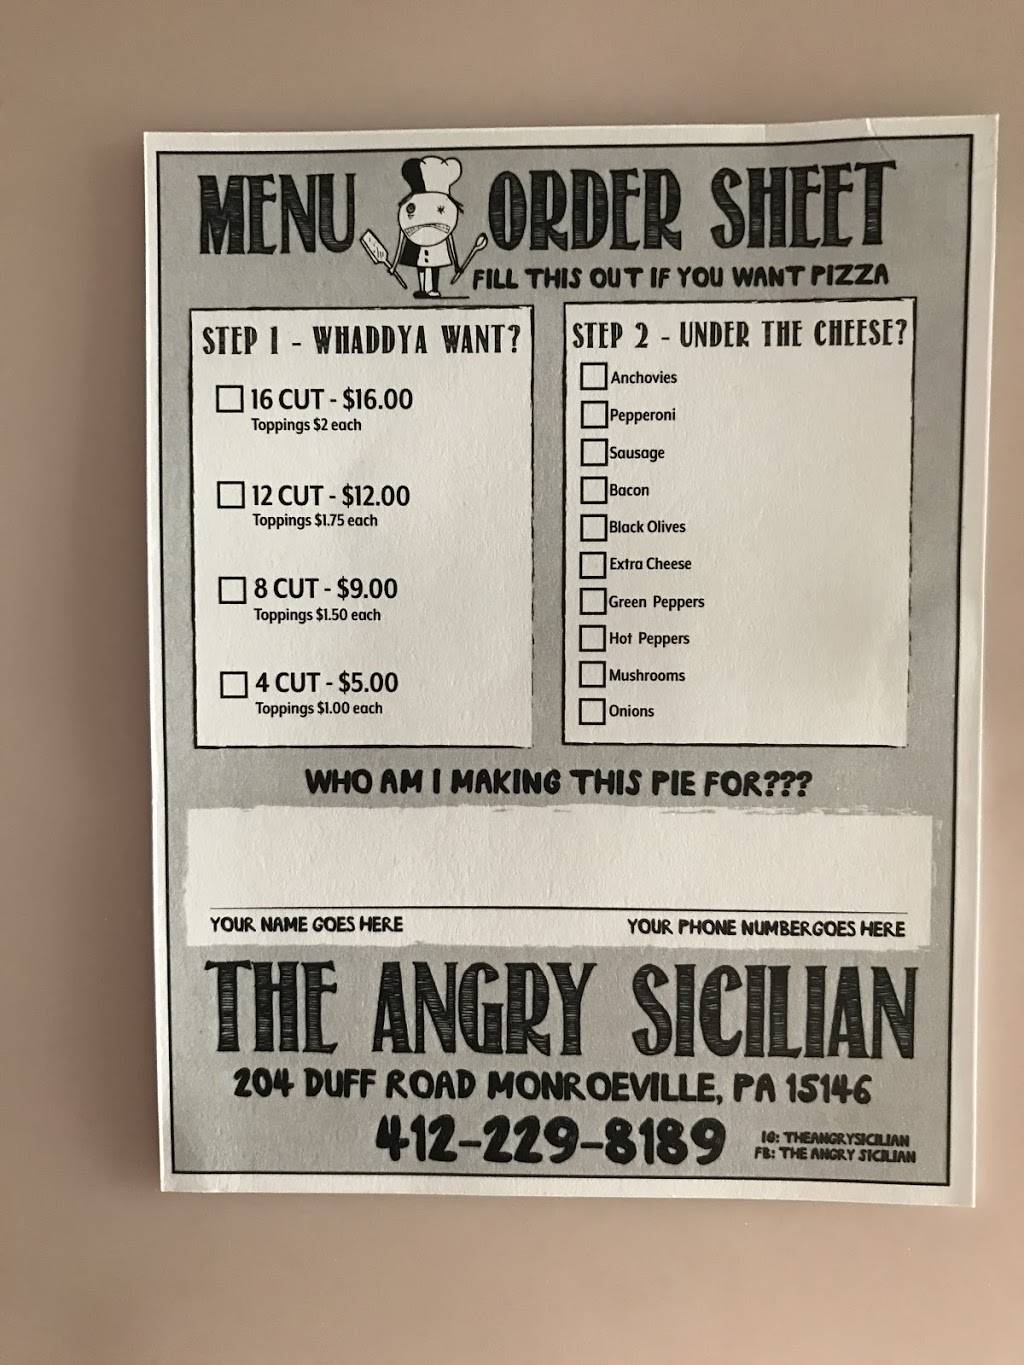 MENU ORDER SHEET
FILL THIS OUT IF YOU WANT PIZZA
STEP 1 - WHADDYA WANT?
16 CUT - $16.00
Toppings $2 each
12 CUT - $12.00
Toppings $1.75 each
8 CUT - $9.00
Toppings $1.50 each
4 CUT - $5.00
Toppings $1.00 each
STEP 2 - UNDER THE CHEESE?
Anchovies
Pepperoni
Sausage
Bacon
Black Olives
Extra Cheese
Green Peppers
Hot Peppers
Mushrooms
Onions
WHO AM I MAKING THIS PIE FOR???
YOUR NAME GOES HERE
YOUR PHONE NUMBERGOES HERE
THE ANGRY SICILIAN
204 DUFF ROAD MONROEVILLE, PA 15146
412-229-8189
IG: THEANGRYSICILIAN
FB: THE ANGRY SICILIAN